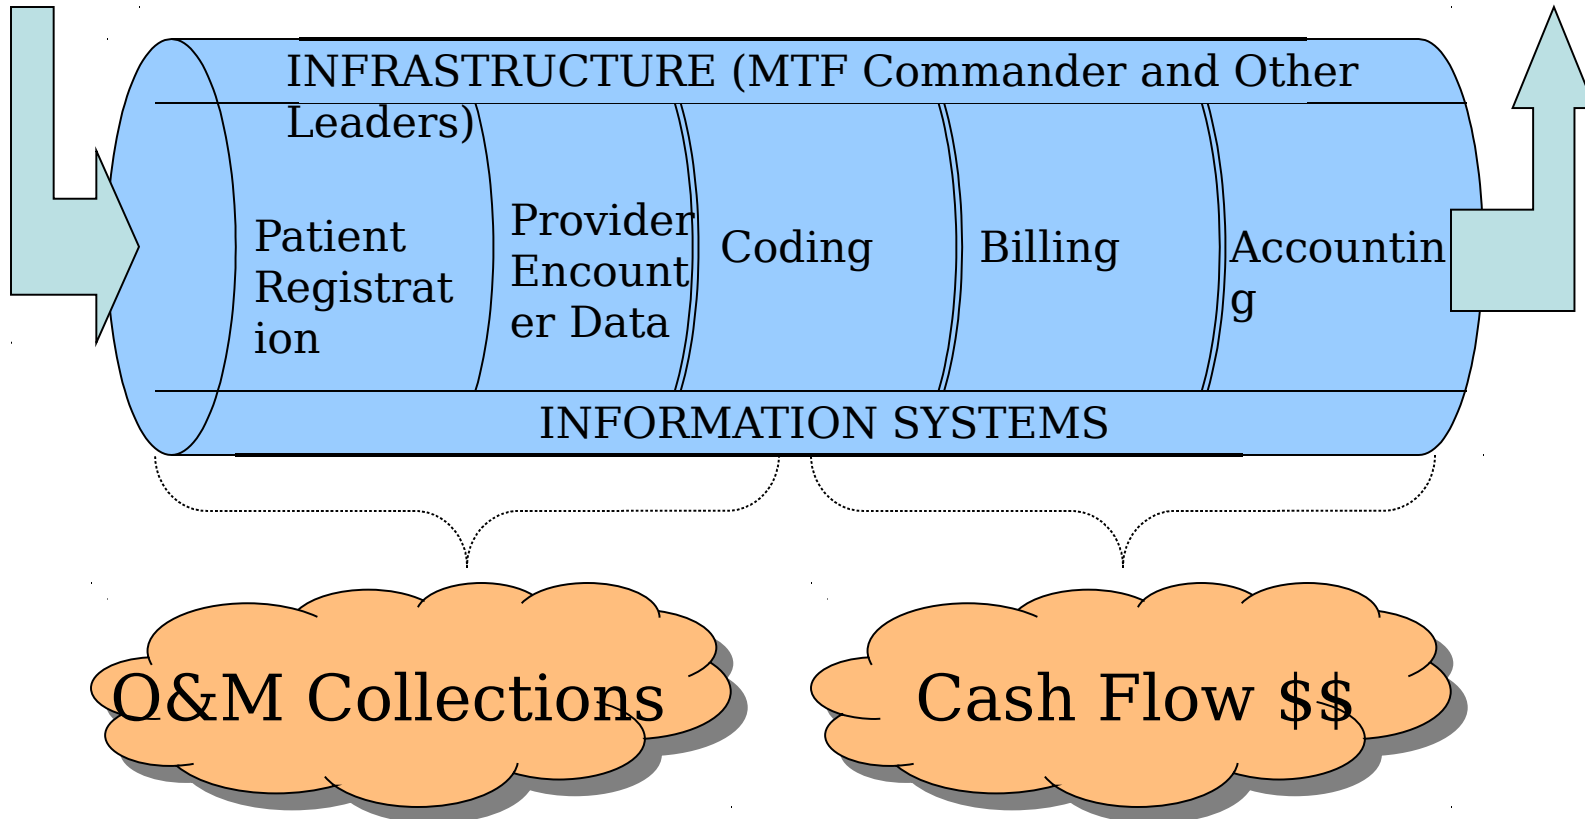 INFRASTRUCTURE (MTF Commander and Other
Leaders)
Patient
Registrat
ion
Provider
Encount
er Data
Coding
Billing
Accountin
g
INFORMATION SYSTEMS
O&M Collections
Cash Flow $$